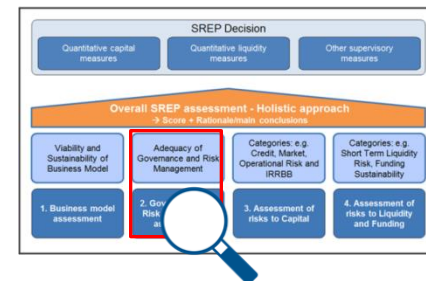 SREP Decision
Quantitative capital
measures
Quantitative liquidity
measures
Other supervisory
measures
Overall SREP assessment - Holistic approach
→ Score + Rationale/main conclusions
Viability and
Sustainability of
Business Model
Adequacy of
Governance and Risk
Management
Categories: e.g.
Credit, Market,
Operational Risk and
IRRBB
Categories: e.g.
Short Term Liquidity
Risk, Funding
Sustainability
1. Business model
assessment
2. Gov
Risk
as
3. Assessment of
risks to Capital
4. Assessment of
risks to Liquidity
and Funding